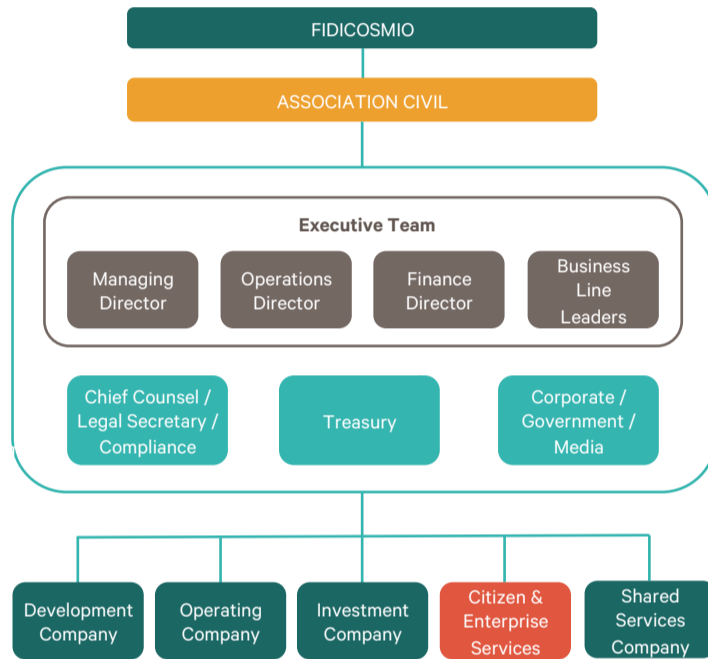 FIDICOSMIO
ASSOCIATION CIVIL
Executive Team
Managing
Director
Operations
Director
Finance
Director
Business
Line
Leaders
Chief Counsel /
Legal Secretary /
Compliance
Treasury
Corporate /
Government /
Media
Development
Company
Operating
Company
Investment
Company
Citizen &
Enterprise
Services
Shared
Services
Company